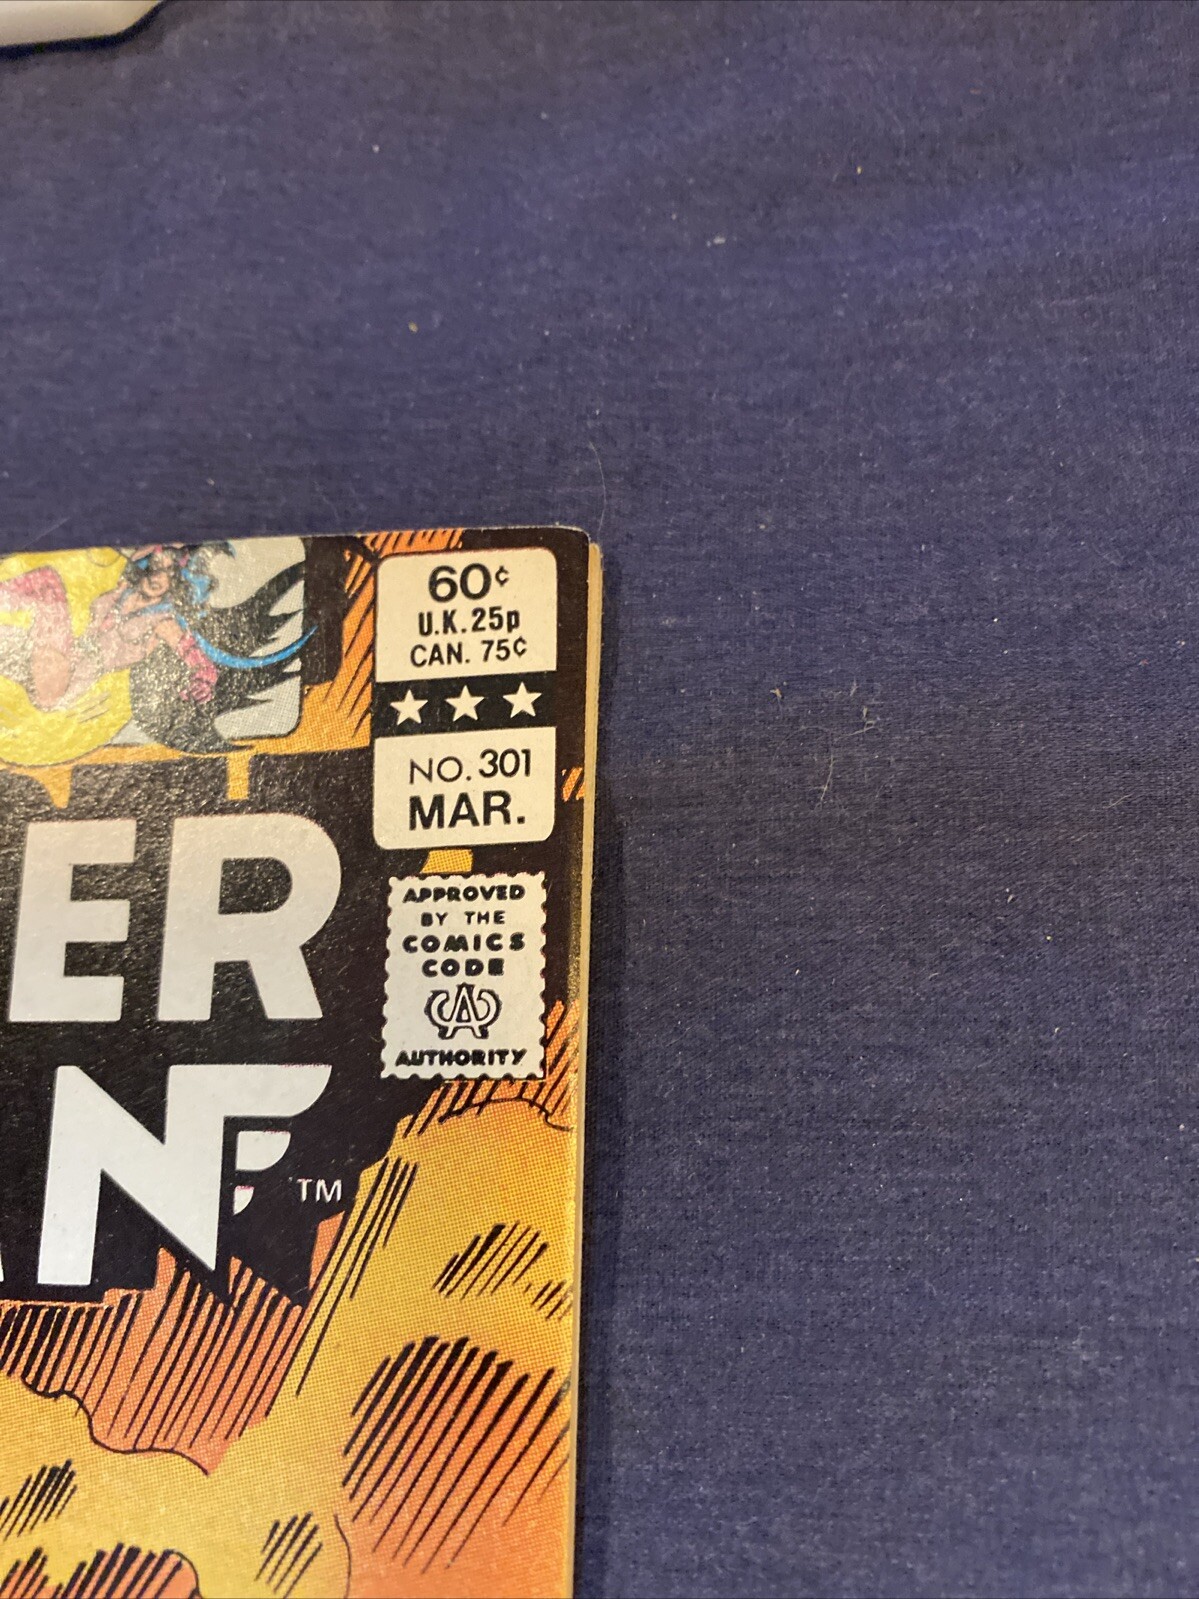 60¢
U.K. 25p
CAN. 75¢
NO. 301
MAR.
ER
APPROVED
BY THE
COMICS
CODE
CA
AUTHORITY
AN
TM